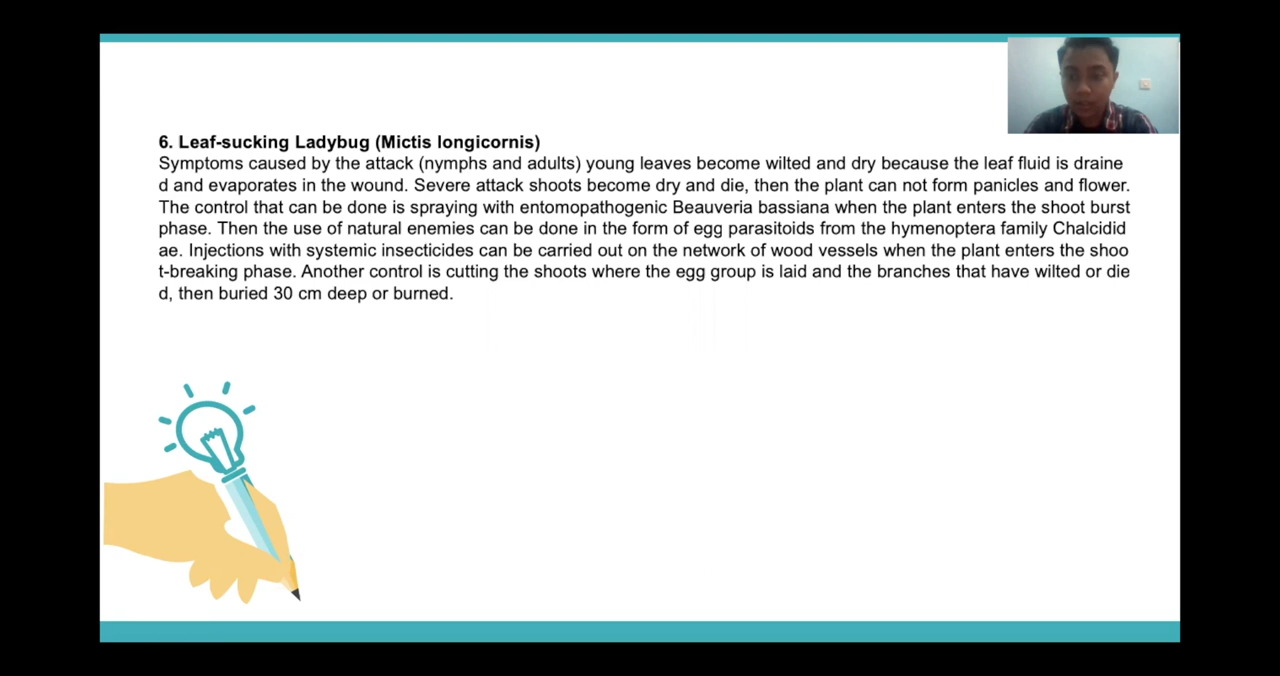 6. Leaf-sucking Ladybug (Mictis longicornis)
Symptoms caused by the attack (nymphs and adults) young leaves become wilted and dry because the leaf fluid is draine
d and evaporates in the wound. Severe attack shoots become dry and die, then the plant can not form panicles and flower.
The control that can be done is spraying with entomopathogenic Beauveria bassiana when the plant enters the shoot burst
phase. Then the use of natural enemies can be done in the form of egg parasitoids from the hymenoptera family Chalcidid
ae. Injections with systemic insecticides can be carried out on the network of wood vessels when the plant enters the shoo
t-breaking phase. Another control is cutting the shoots where the egg group is laid and the branches that have wilted or die
d, then buried 30 cm deep or burned.